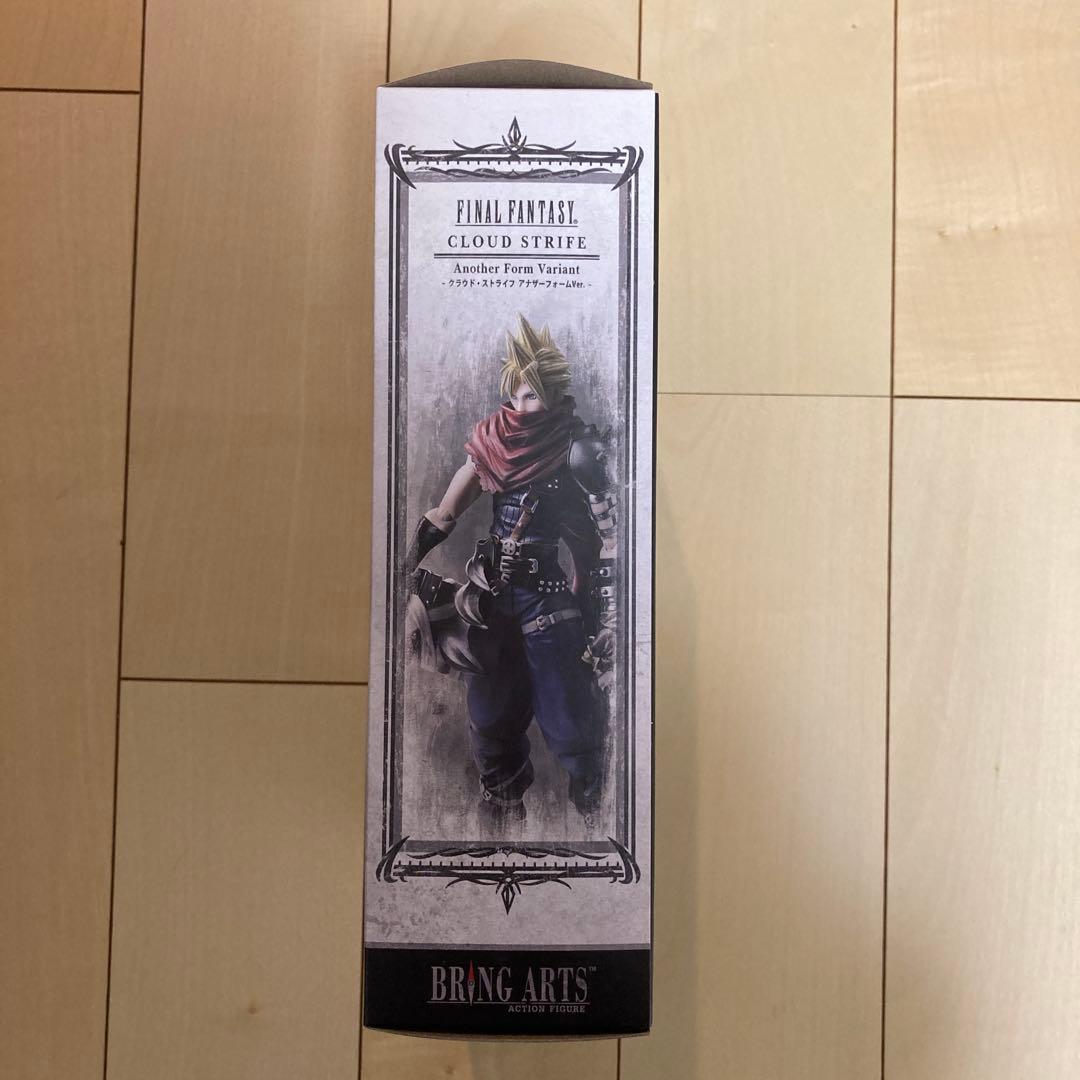 FINAL FANTASY®
CLOUD STRIFE
Another Form Variant
- クラウド・ストライフ アナザーフォームVer. -
BRING ARTS™
ACTION FIGURE